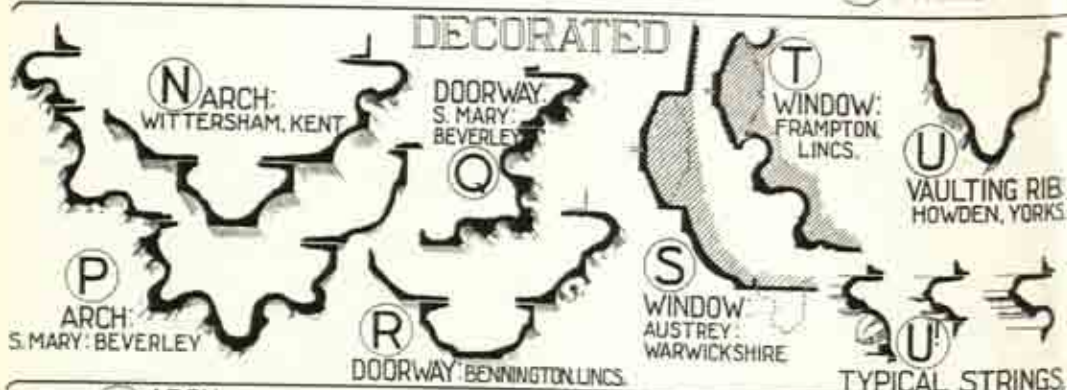 DECORATED
N ARCH:
WITTERSHAM, KENT
DOORWAY:
S. MARY:
BEVERLEY
Q
T
WINDOW:
FRAMPTON,
LINCS.
U
VAULTING RIB
HOWDEN, YORKS.
P
ARCH:
S. MARY: BEVERLEY
R
DOORWAY: BENNINGTON, LINCS.
S
WINDOW
AUSTREY:
WARWICKSHIRE
U!
TYPICAL STRINGS